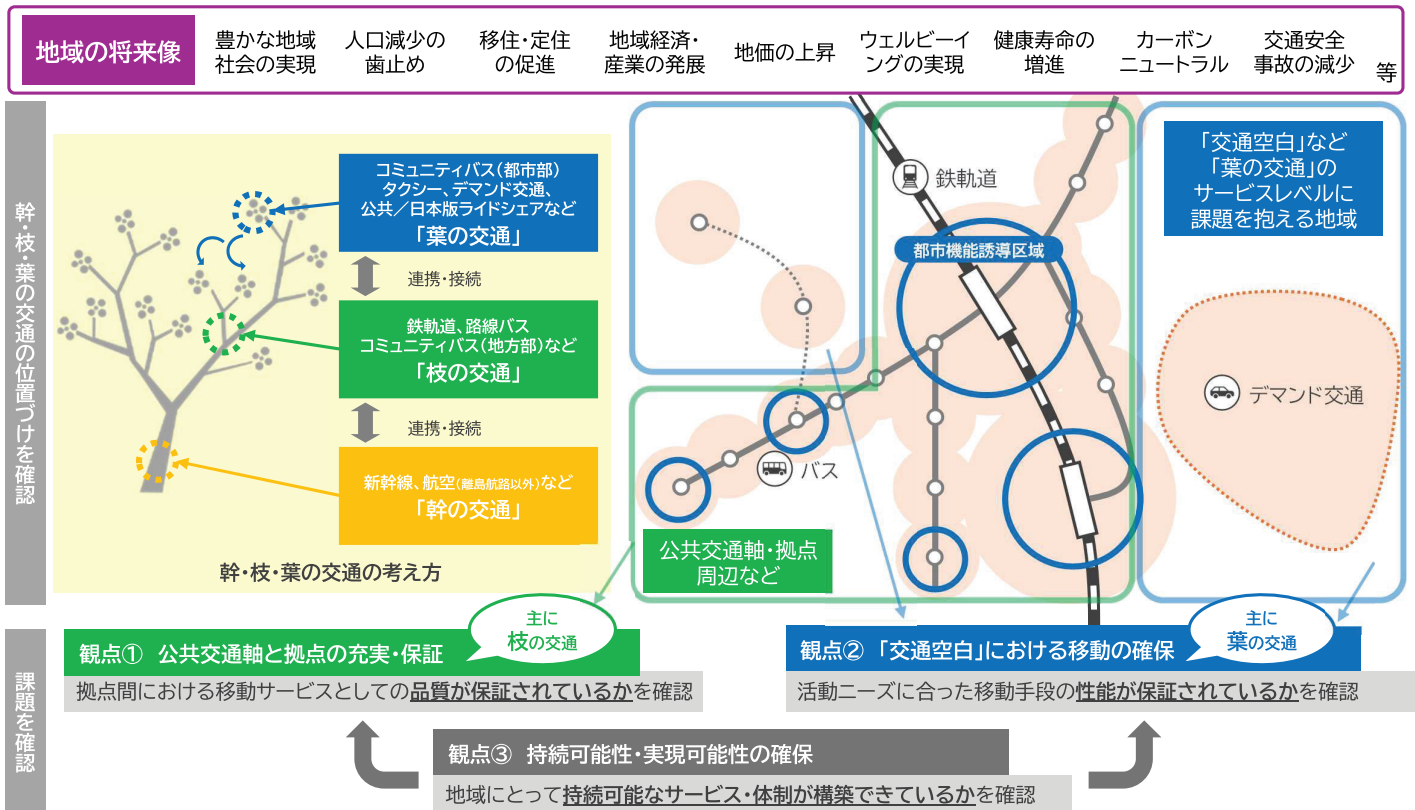 地域の将来像
豊かな地域
社会の実現
人口減少の
歯止め
移住・定住
の促進
地域経済・
産業の発展
地価の上昇
ウェルビーイ
ングの実現
健康寿命の
増進
カーボン
ニュートラル
交通安全
事故の減少
等
幹・枝・葉の交通の位置づけを確認
コミュニティバス(都市部)
タクシー、デマンド交通、
公共／日本版ライドシェアなど
「葉の交通」
連携・接続
鉄軌道、路線バス
コミュニティバス(地方部)など
「枝の交通」
連携・接続
新幹線、航空(離島航路以外)など
「幹の交通」
幹・枝・葉の交通の考え方
鉄軌道
都市機能誘導区域
バス
公共交通軸・拠点
周辺など
「交通空白」など
「葉の交通」の
サービスレベルに
課題を抱える地域
デマンド交通
課題を確認
観点① 公共交通軸と拠点の充実・保証
主に
枝の交通
拠点間における移動サービスとしての品質が保証されているかを確認
観点② 「交通空白」における移動の確保
主に
葉の交通
活動ニーズに合った移動手段の性能が保証されているかを確認
観点③ 持続可能性・実現可能性の確保
地域にとって持続可能なサービス・体制が構築できているかを確認